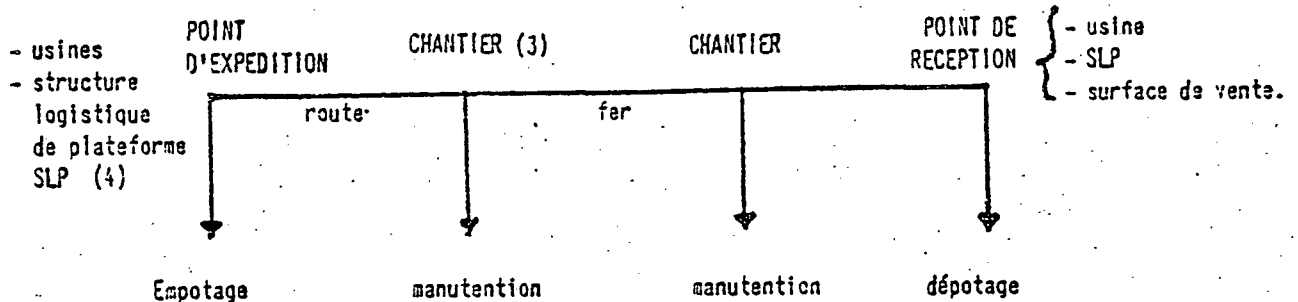 - usines
- structure
logistique
de plateforme
SLP (4)
POINT
D'EXPEDITION
CHANTIER (3)
CHANTIER
POINT DE
RECEPTION
- usine
- SLP
- surface de vente.
route
fer
Empotage
manutention
manutention
dépotage